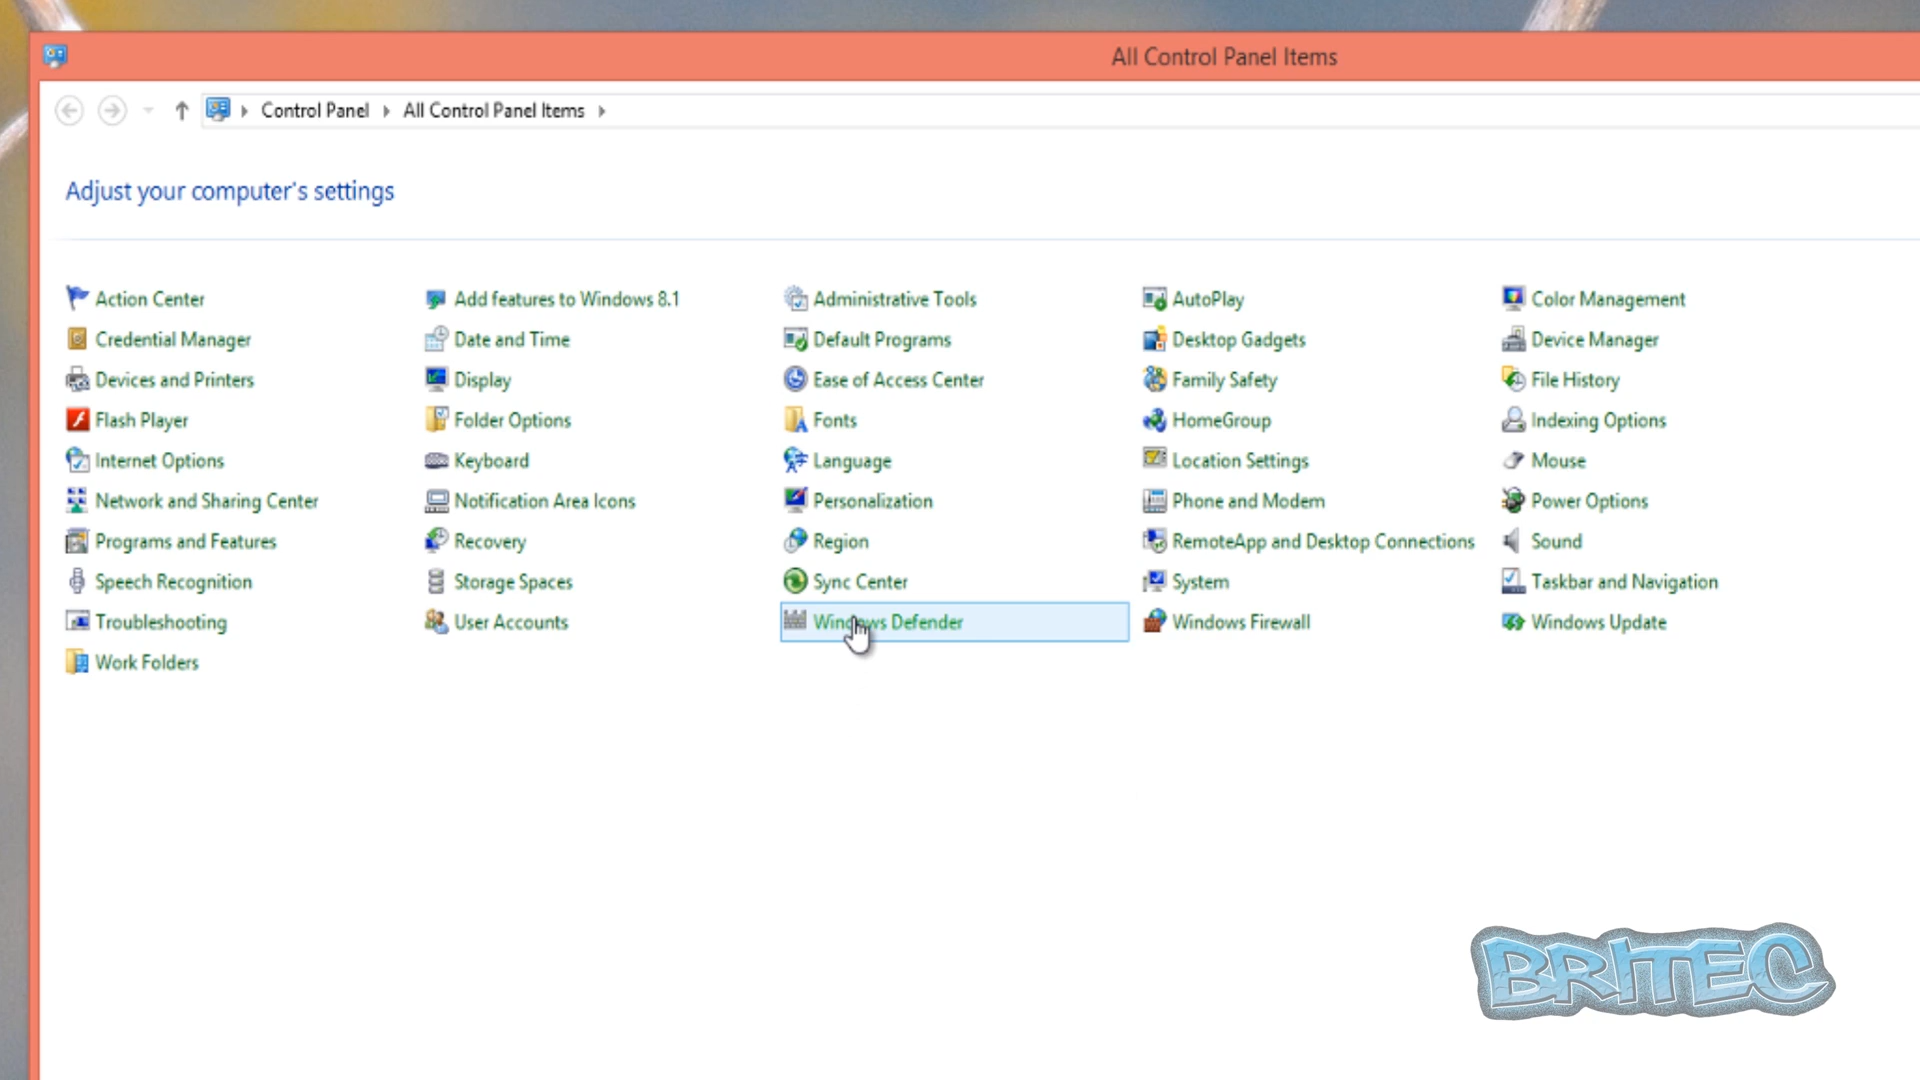 All Control Panel Items
Control Panel All Control Panel Items
Adjust your computer's settings
Action Center Add features to Windows 8.1 Administrative Tools AutoPlay Color Management
Credential Manager Date and Time Default Programs Desktop Gadgets Device Manager
Devices and Printers Display Ease of Access Center Family Safety File History
Flash Player Folder Options Fonts HomeGroup Indexing Options
Internet Options Keyboard Language Location Settings Mouse
Network and Sharing Center Notification Area Icons Personalization Phone and Modem Power Options
Programs and Features Recovery Region RemoteApp and Desktop Connections Sound
Speech Recognition Storage Spaces Sync Center System Taskbar and Navigation
Troubleshooting User Accounts Windows Defender Windows Firewall Windows Update
Work Folders
BRITEC